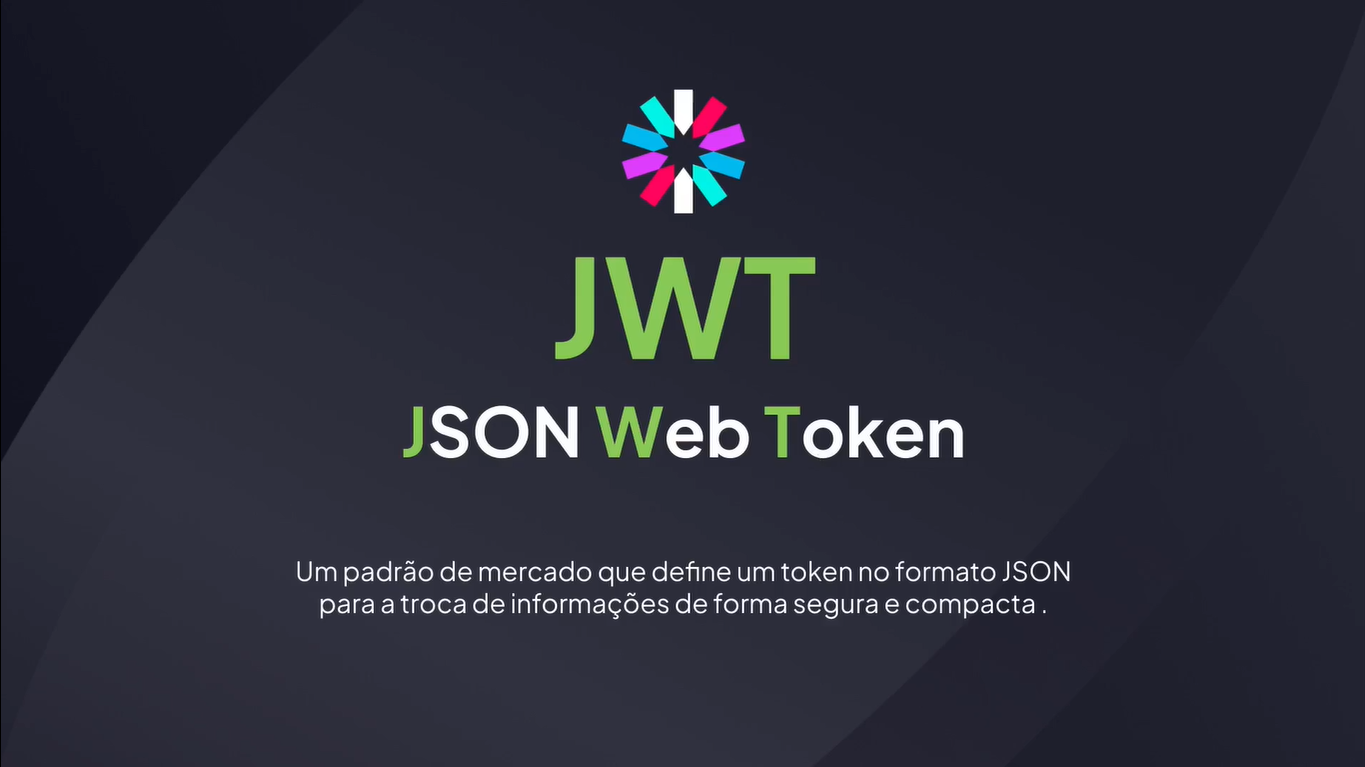 JWT
JSON Web Token
Um padrão de mercado que define um token no formato JSON
para a troca de informações de forma segura e compacta .